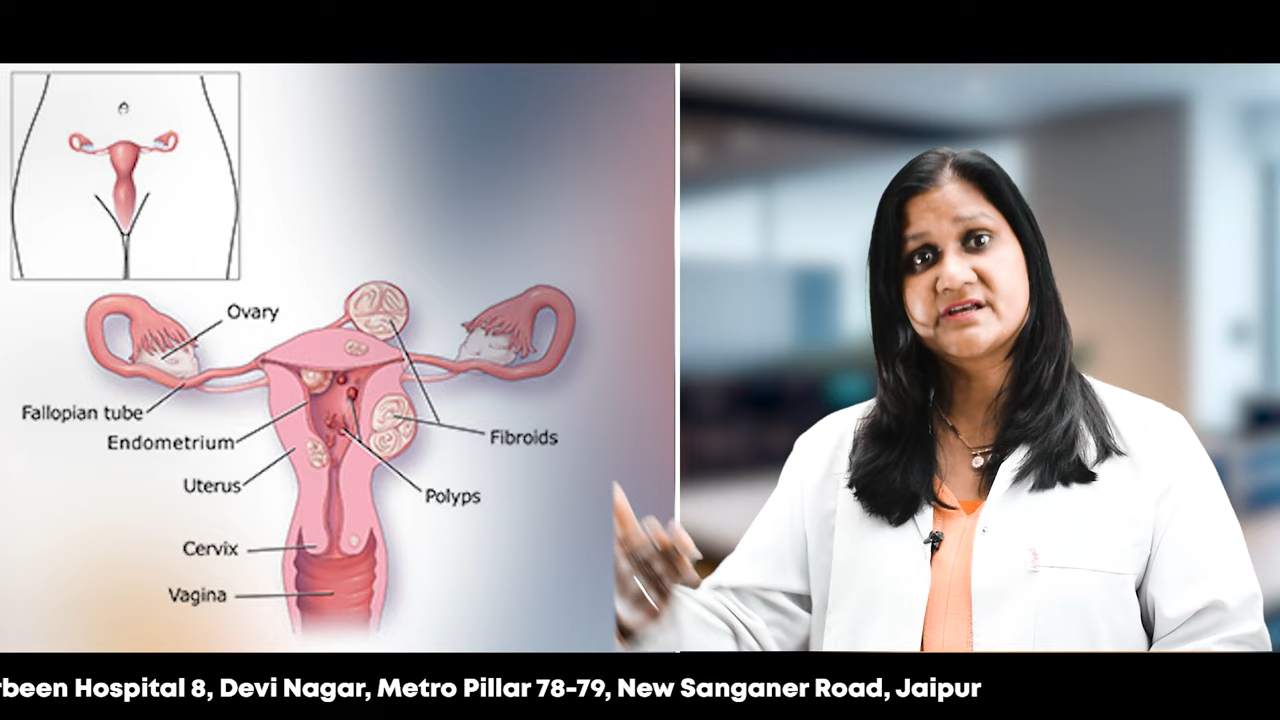 Ovary
Fallopian tube
Endometrium
Fibroids
Uterus
Polyps
Cervix
Vagina
Hospital 8, Devi Nagar, Metro Pillar 78-79, New Sanganer Road, Jaipur